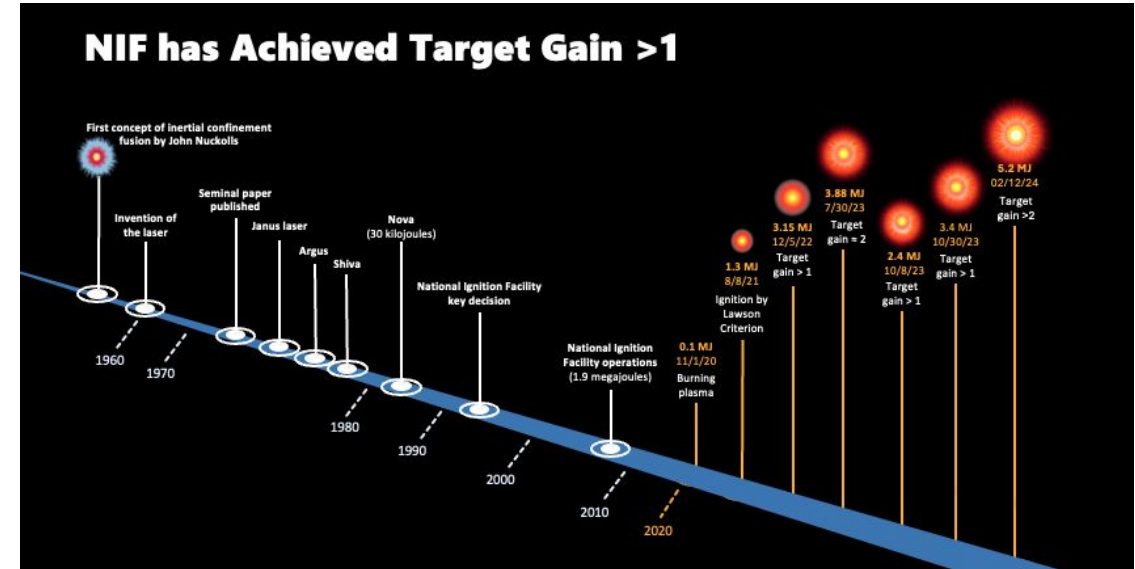 NIF has Achieved Target Gain >1
First concept of inertial confinement
fusion by John Nuckolls
Invention of
the laser
Seminal paper
published
Janus laser
Argus
Shiva
Nova
(30 kilojoules)
National Ignition Facility
key decision
National Ignition
Facility operations
(1.9 megajoules)
0.1 MJ
11/1/20
Burning
plasma
1.3 MJ
8/8/21
Ignition by
Lawson
Criterion
3.15 MJ
12/5/22
Target
gain > 1
3.88 MJ
7/30/23
Target
gain = 2
2.4 MJ
10/8/23
Target
gain > 1
3.4 MJ
10/30/23
Target
gain > 1
5.2 MJ
02/12/24
Target
gain >2
1960
1970
1980
1990
2000
2010
2020